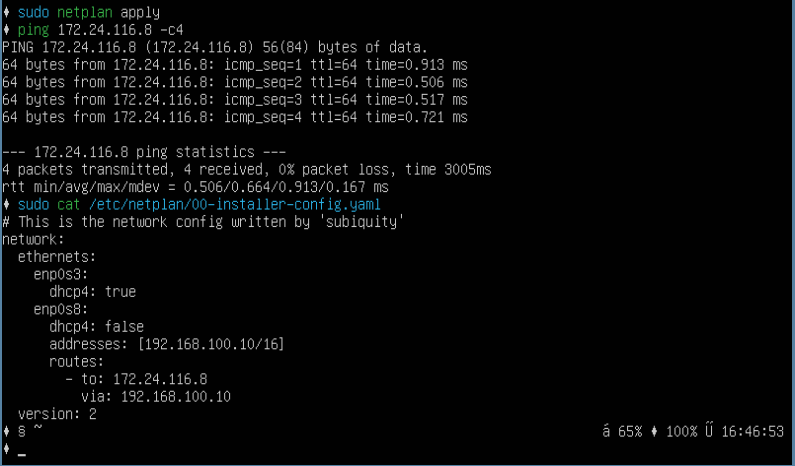 ♦ sudo netplan apply
♦ ping 172.24.116.8 -c4
PING 172.24.116.8 (172.24.116.8) 56(84) bytes of data.
64 bytes from 172.24.116.8: icmp_seq=1 ttl=64 time=0.913 ms
64 bytes from 172.24.116.8: icmp_seq=2 ttl=64 time=0.506 ms
64 bytes from 172.24.116.8: icmp_seq=3 ttl=64 time=0.517 ms
64 bytes from 172.24.116.8: icmp_seq=4 ttl=64 time=0.721 ms

--- 172.24.116.8 ping statistics ---
4 packets transmitted, 4 received, 0% packet loss, time 3005ms
rtt min/avg/max/mdev = 0.506/0.664/0.913/0.167 ms
♦ sudo cat /etc/netplan/00-installer-config.yaml
# This is the network config written by 'subiquity'
network:
  ethernets:
    enp0s3:
      dhcp4: true
    enp0s8:
      dhcp4: false
      addresses: [192.168.100.10/16]
      routes:
        - to: 172.24.116.8
          via: 192.168.100.10
  version: 2
♦ § ~ á 65% ♦ 100% Ű 16:46:53
♦ _